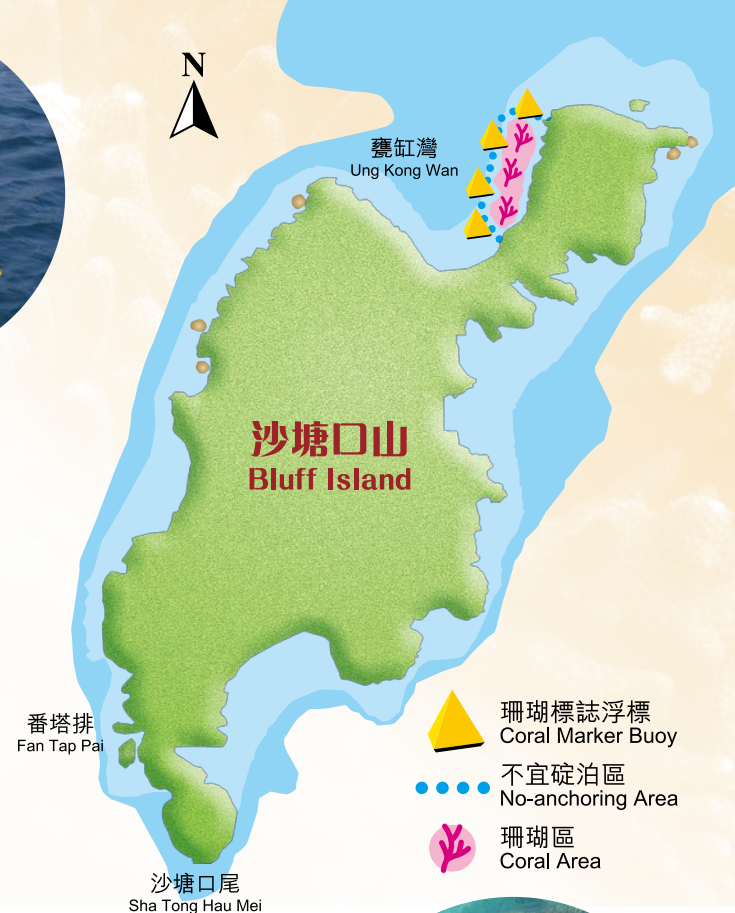 N
甕缸灣
Ung Kong Wan
沙塘口山
Bluff Island
番塔排
Fan Tap Pai
珊瑚標誌浮標
Coral Marker Buoy
不宜碇泊區
No-anchoring Area
珊瑚區
Coral Area
沙塘口尾
Sha Tong Hau Mei